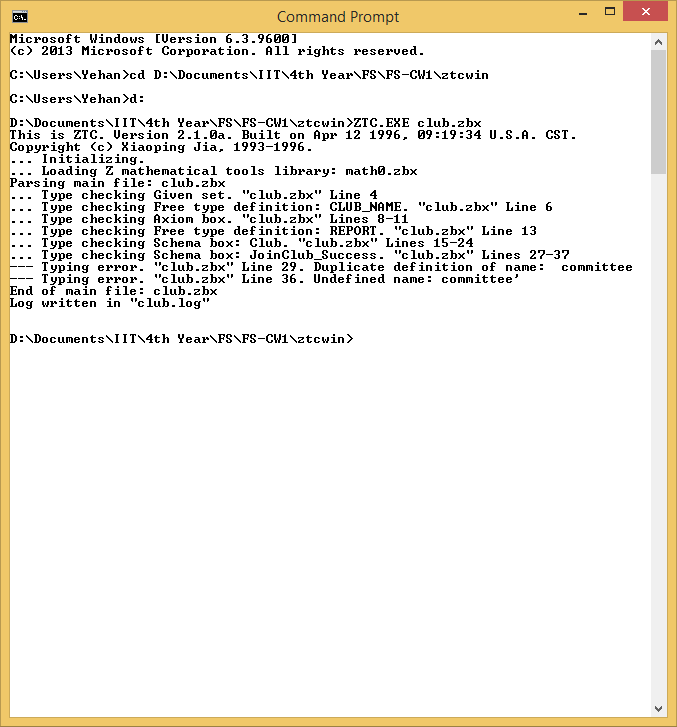 Command Prompt
Microsoft Windows [Version 6.3.9600]
(c) 2013 Microsoft Corporation. All rights reserved.
C:\Users\Yehan>cd D:\Documents\IIT\4th Year\FS\FS-CW1\ztcwin
C:\Users\Yehan>d:
D:\Documents\IIT\4th Year\FS\FS-CW1\ztcwin>ZTC.EXE club.zbx
This is ZTC. Version 2.1.0a. Built on Apr 12 1996, 09:19:34 U.S.A. CST.
Copyright (c) Xiaoping Jia, 1993-1996.
... Initializing.
... Loading Z mathematical tools library: math0.zbx
Parsing main file: club.zbx
... Type checking Given set. "club.zbx" Line 4
... Type checking Free type definition: CLUB_NAME. "club.zbx" Line 6
... Type checking Axiom box. "club.zbx" Lines 8-11
... Type checking Free type definition: REPORT. "club.zbx" Line 13
... Type checking Schema box: Club. "club.zbx" Lines 15-24
... Type checking Schema box: JoinClub_Success. "club.zbx" Lines 27-37
--- Typing error. "club.zbx" Line 29. Duplicate definition of name:  committee
--- Typing error. "club.zbx" Line 36. Undefined name: committee'
End of main file: club.zbx
Log written in "club.log"
D:\Documents\IIT\4th Year\FS\FS-CW1\ztcwin>